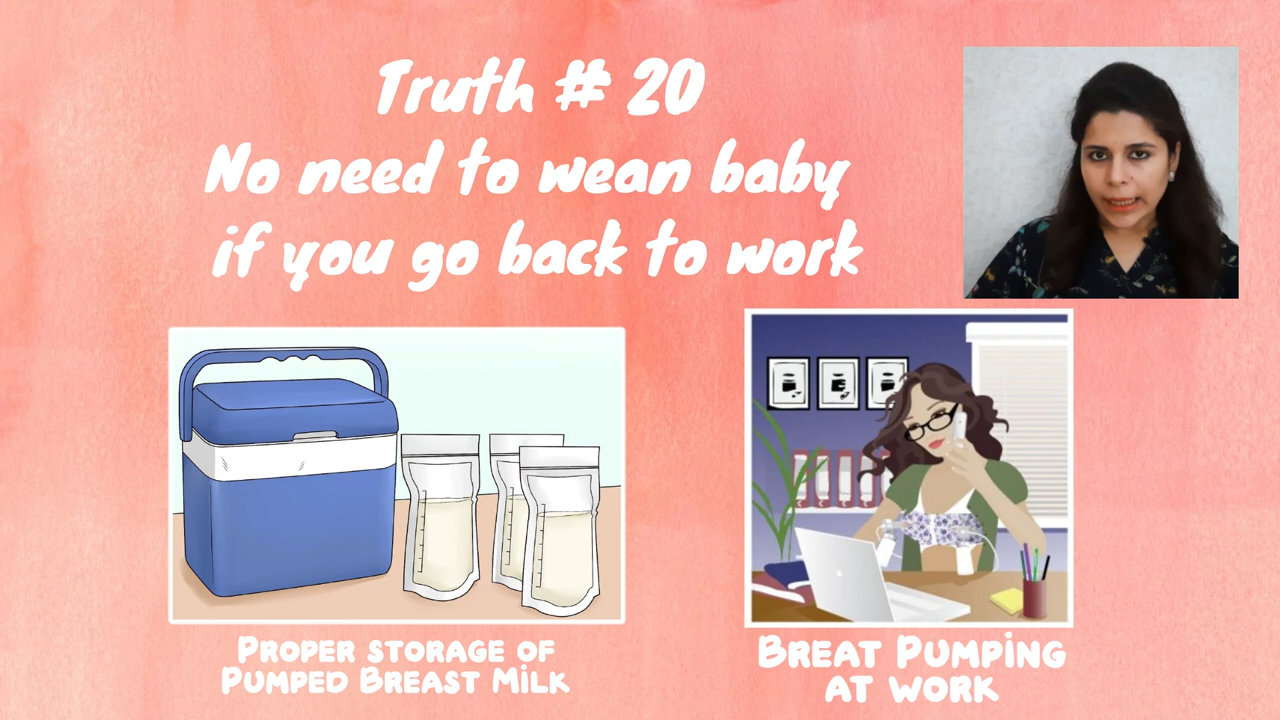 Truth # 20
No need to wean baby
if you go back to work
Proper storage of
Pumped Breast Milk
Breat Pumping
at work